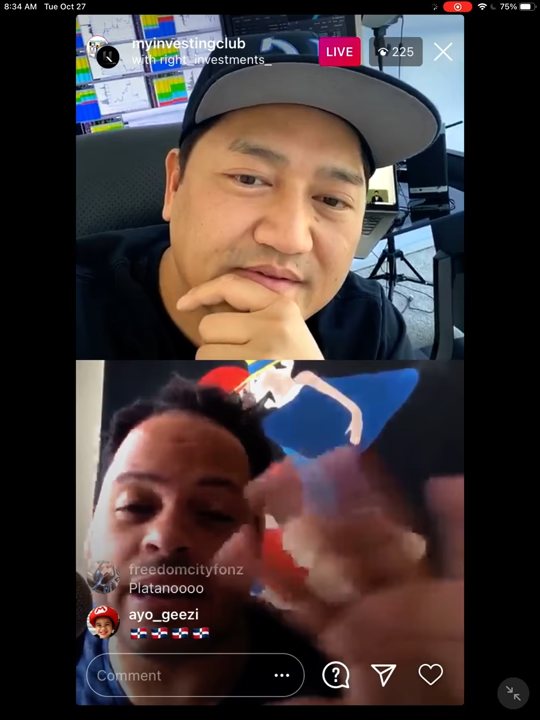 8:34 AM Tue Oct 27
75%
myinvestingclub
with right_investments_
LIVE
225
freedomcityfonz
Platanoooo
ayo_geezi
🇩🇴 🇩🇴 🇩🇴 🇩🇴
Comment